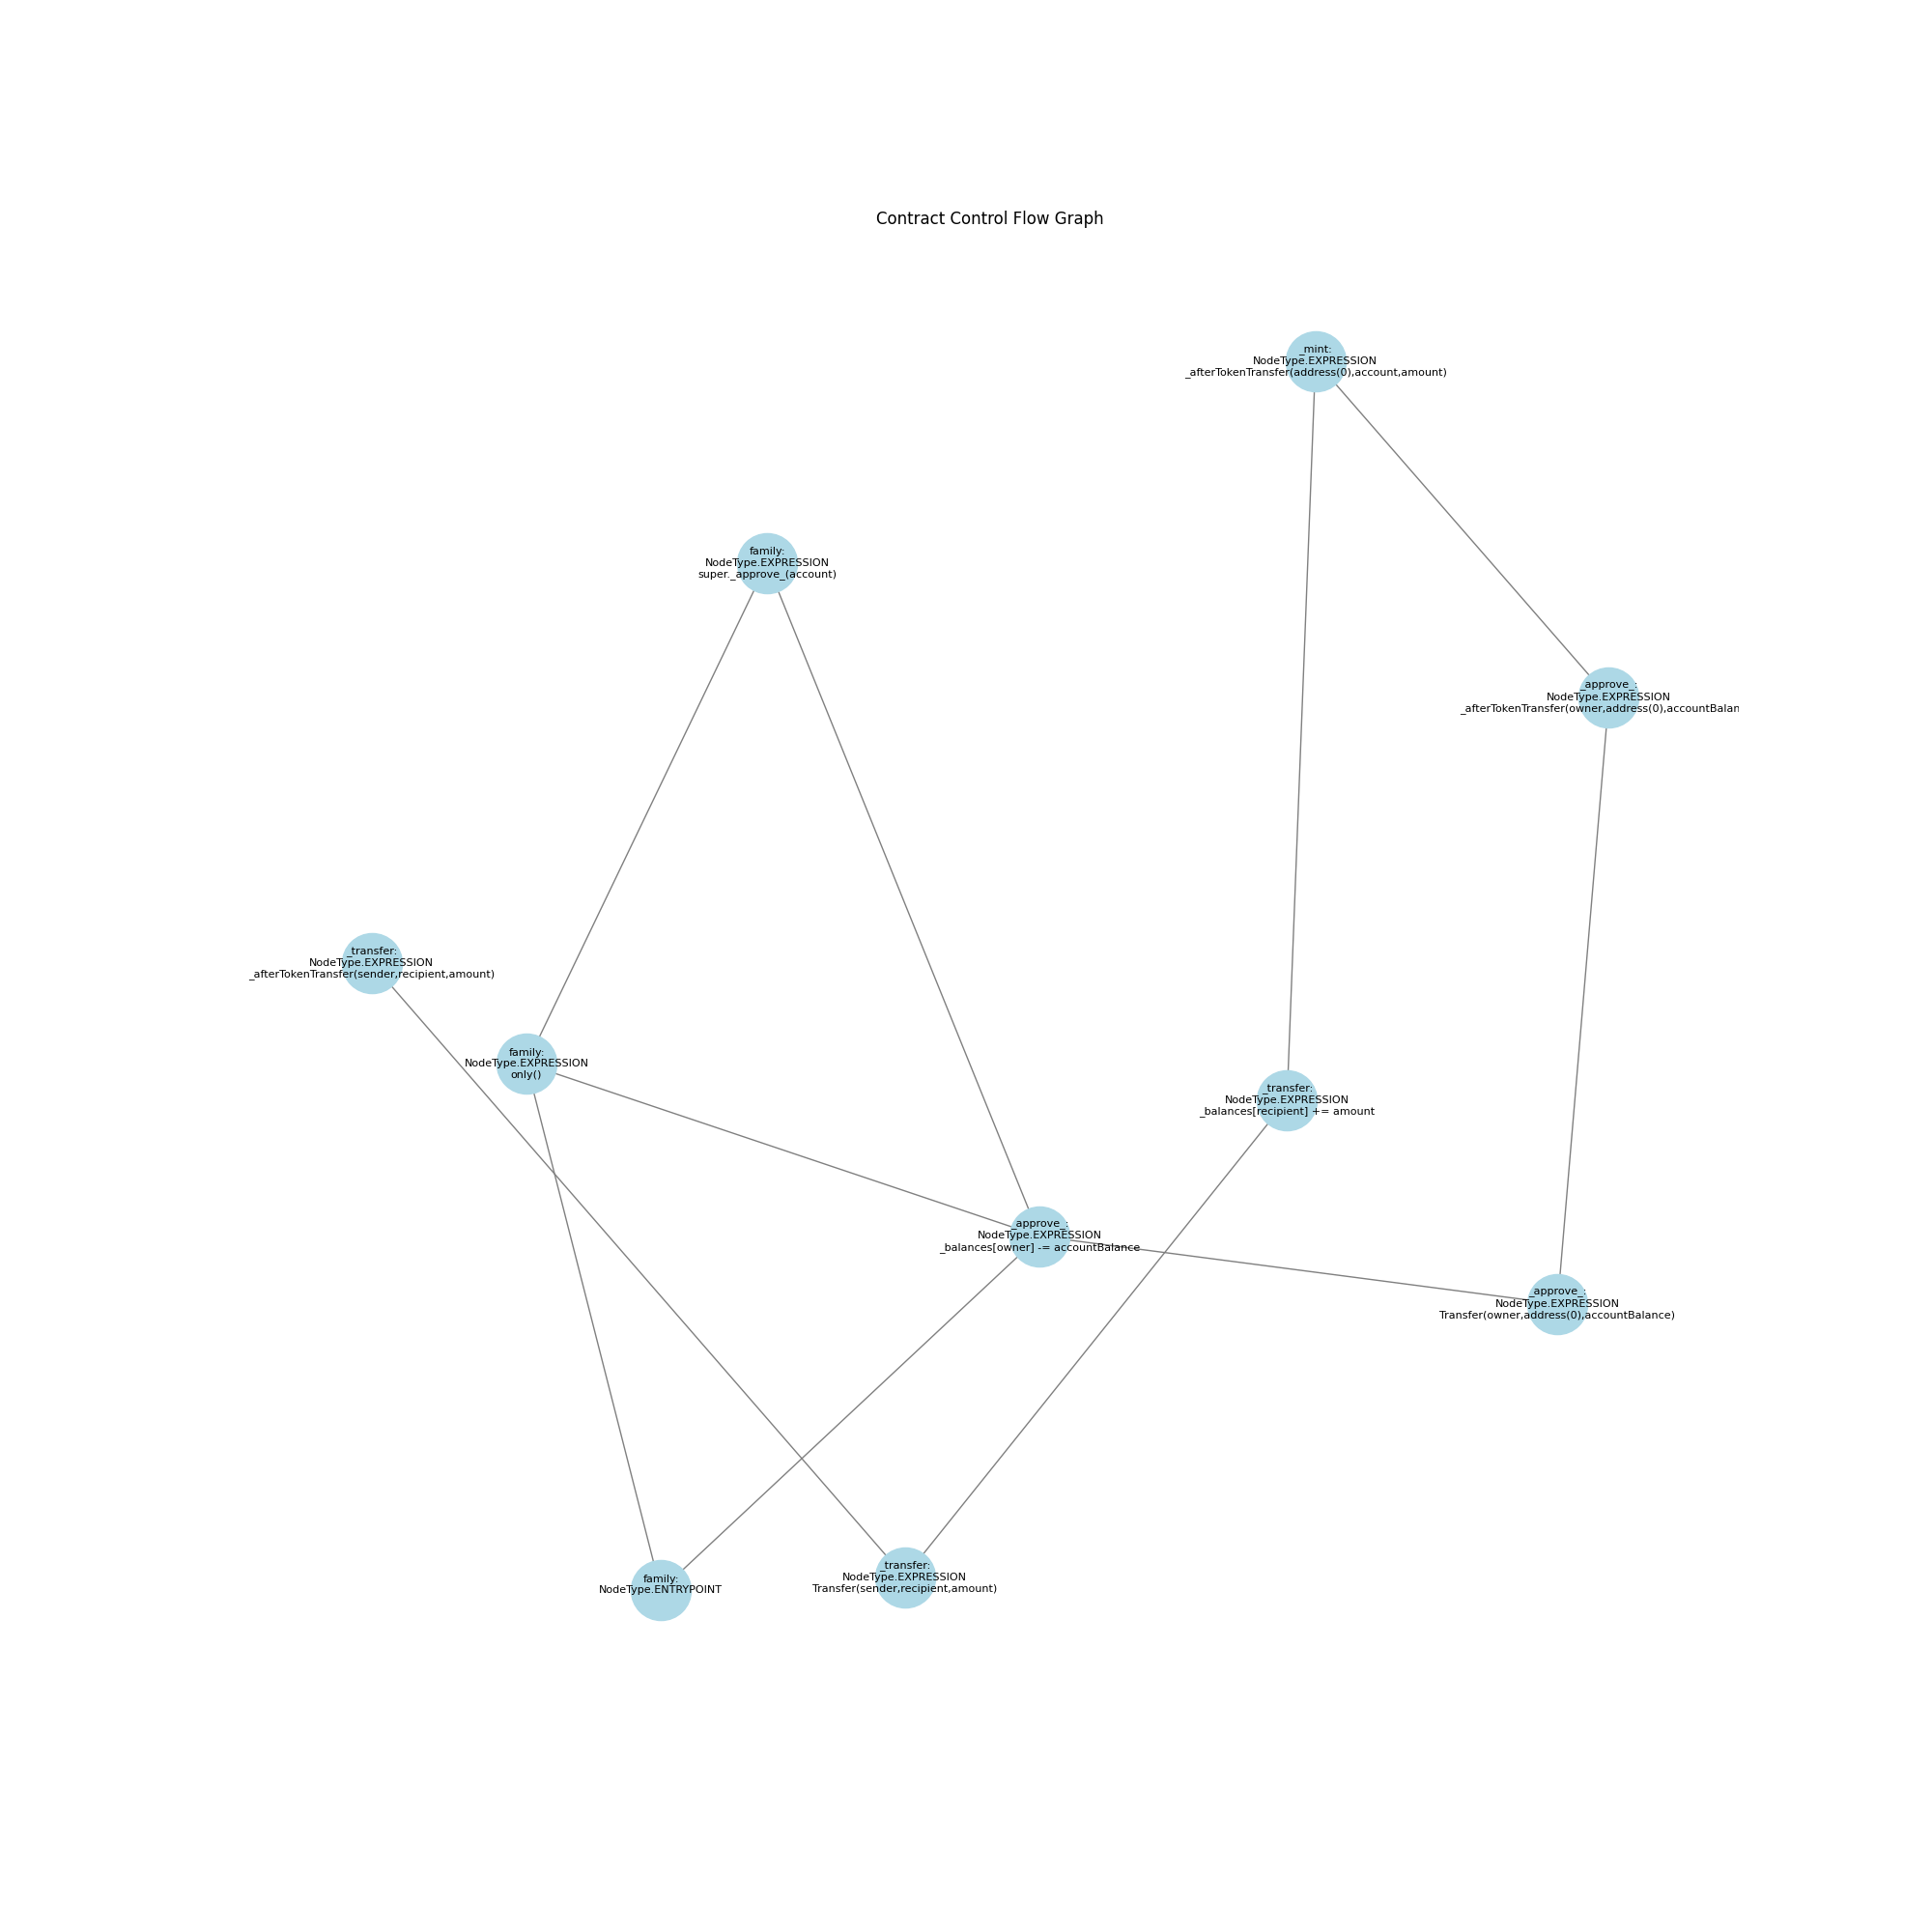 Contract Control Flow Graph
_mint:
NodeType.EXPRESSION
_afterTokenTransfer(address(0),account,amount)
family:
NodeType.EXPRESSION
super._approve_(account)
_approve_:
NodeType.EXPRESSION
_afterTokenTransfer(owner,address(0),accountBalan
_transfer:
NodeType.EXPRESSION
_afterTokenTransfer(sender,recipient,amount)
family:
NodeType.EXPRESSION
only()
_transfer:
NodeType.EXPRESSION
_balances[recipient] += amount
_approve_:
NodeType.EXPRESSION
_balances[owner] -= accountBalance
_approve_:
NodeType.EXPRESSION
Transfer(owner,address(0),accountBalance)
_transfer:
NodeType.EXPRESSION
Transfer(sender,recipient,amount)
family:
NodeType.ENTRYPOINT